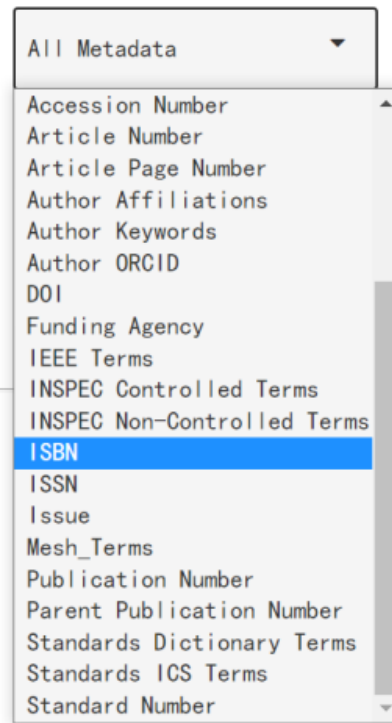 All Metadata
Accession Number
Article Number
Article Page Number
Author Affiliations
Author Keywords
Author ORCID
DOI
Funding Agency
IEEE Terms
INSPEC Controlled Terms
INSPEC Non-Controlled Terms
ISBN
ISSN
Issue
Mesh_Terms
Publication Number
Parent Publication Number
Standards Dictionary Terms
Standards ICS Terms
Standard Number